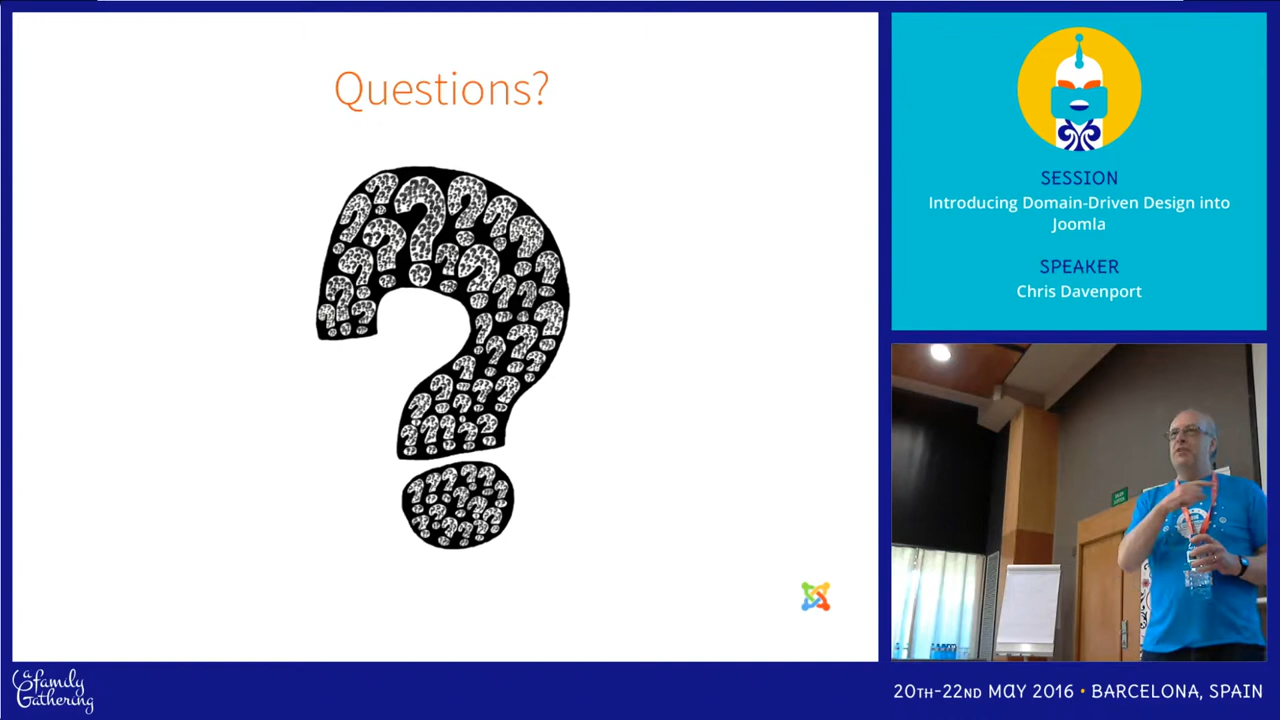 Questions?
SESSION
Introducing Domain-Driven Design into
Joomla
SPEAKER
Chris Davenport
a family
Gathering
20TH-22ND MAY 2016 • BARCELONA, SPAIN